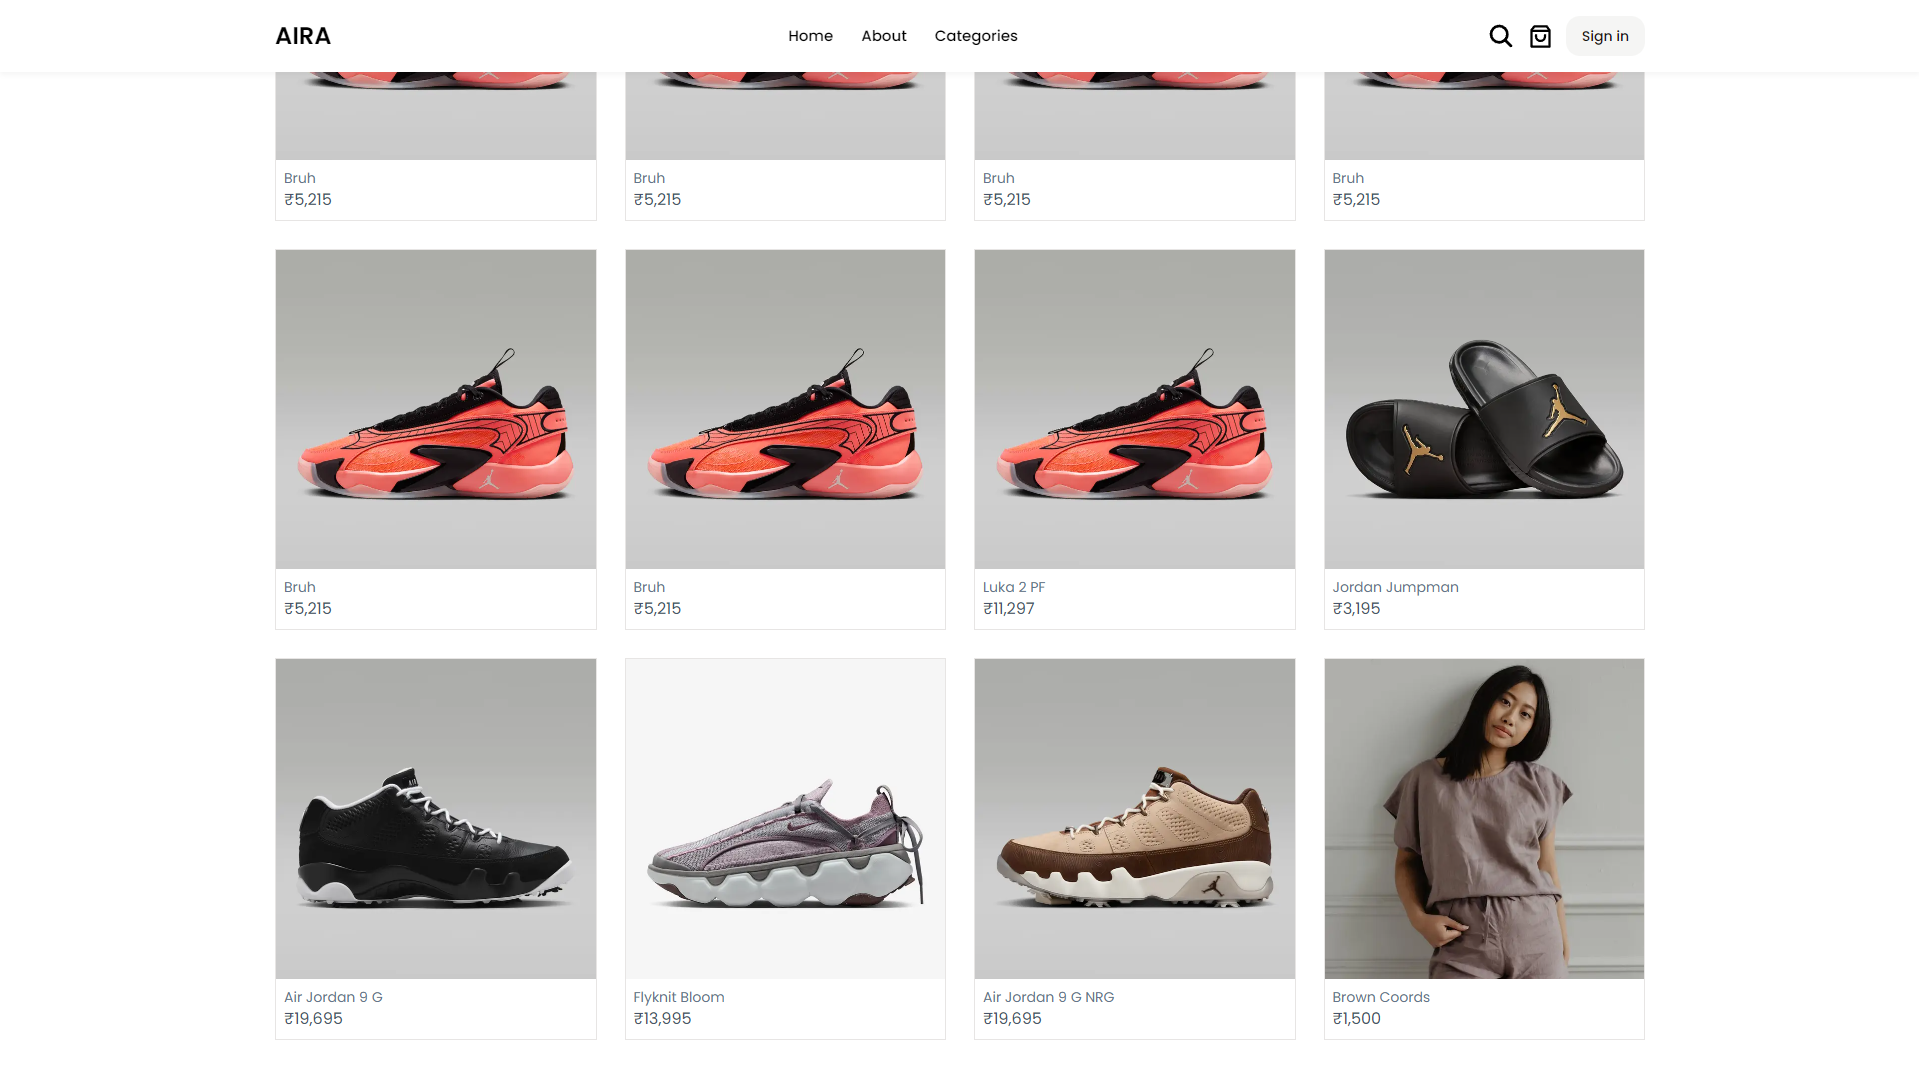 AIRA
Home About Categories
Sign in
Bruh
₹5,215
Bruh
₹5,215
Bruh
₹5,215
Bruh
₹5,215
Bruh
₹5,215
Bruh
₹5,215
Luka 2 PF
₹11,297
Jordan Jumpman
₹3,195
Air Jordan 9 G
₹19,695
Flyknit Bloom
₹13,995
Air Jordan 9 G NRG
₹19,695
Brown Coords
₹1,500